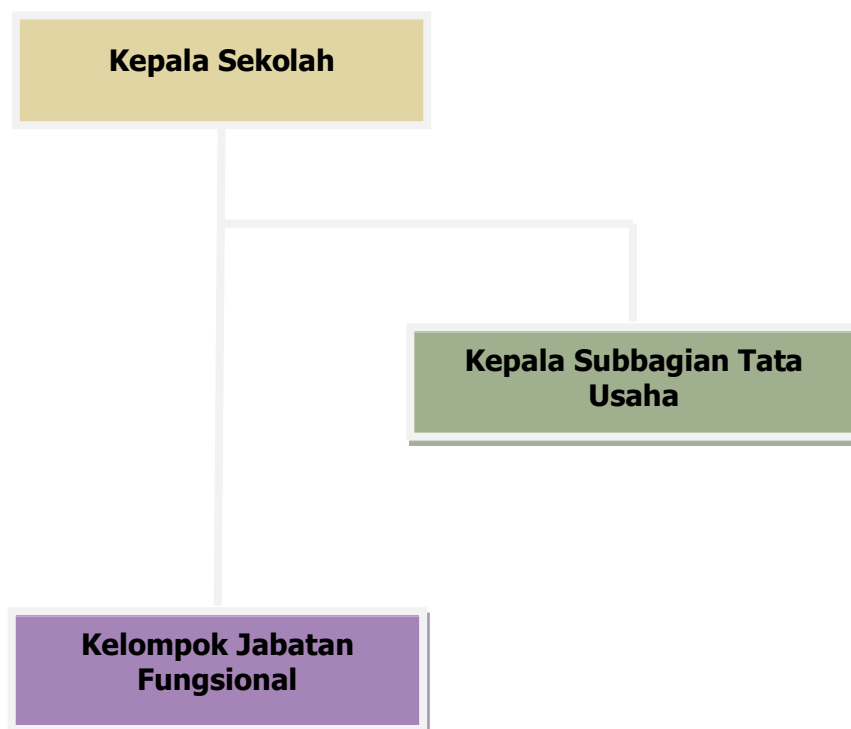 Kepala Sekolah
Kepala Subbagian Tata
Usaha
Kelompok Jabatan
Fungsional